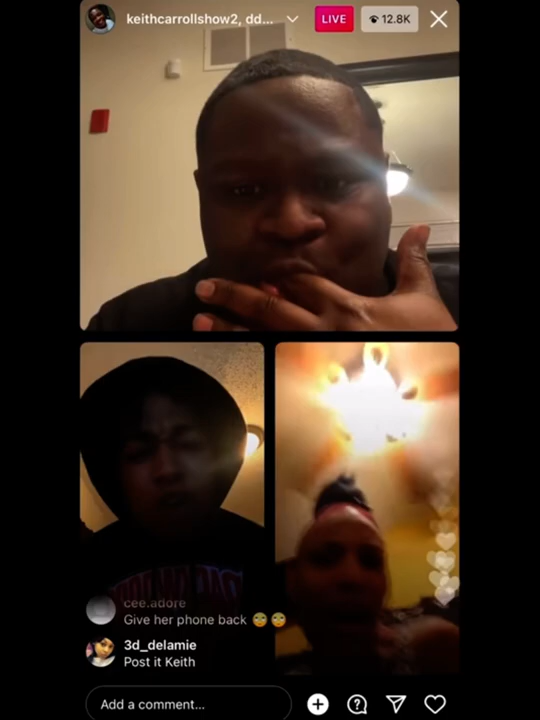 keithcarrollshow2, dd...
LIVE
12.8K
cee.adore
Give her phone back 🙄🙄
3d_delamie
Post it Keith
Add a comment...